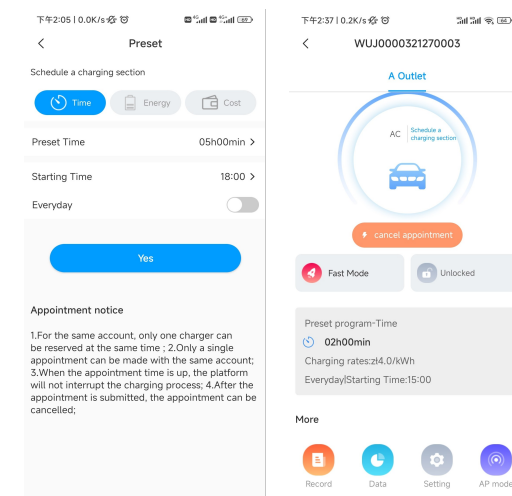 下午2:05 | 0.0K/s
Preset
Schedule a charging section
Time
Energy
Cost
Preset Time
05h00min
Starting Time
18:00
Everyday
Yes
Appointment notice
1.For the same account, only one charger can
be reserved at the same time ; 2.Only a single
appointment can be made with the same account;
3.When the appointment time is up, the platform
will not interrupt the charging process; 4.After the
appointment is submitted, the appointment can be
cancelled;
下午2:37 | 0.2K/s
WUJ0000321270003
A Outlet
AC
Schedule a
charging section
cancel appointment
Fast Mode
Unlocked
Preset program-Time
02h00min
Charging rates:zł4.0/kWh
Everyday|Starting Time:15:00
More
Record
Data
Setting
AP mode